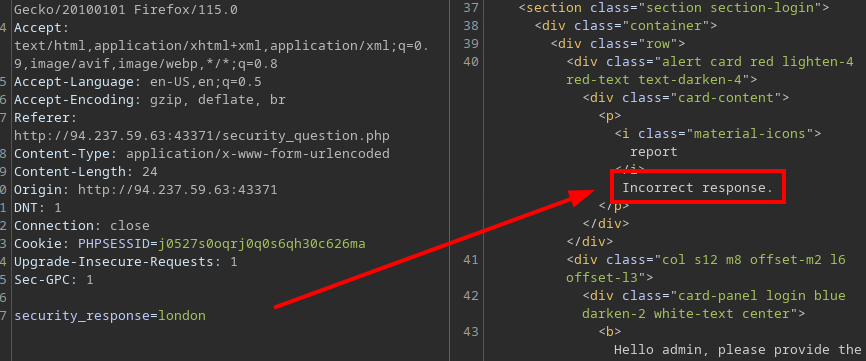 Gecko/20100101 Firefox/115.0
4 Accept:
text/html,application/xhtml+xml,application/xml;q=0.
9,image/avif,image/webp,*/*;q=0.8
5 Accept-Language: en-US,en;q=0.5
6 Accept-Encoding: gzip, deflate, br
7 Referer:
http://94.237.59.63:43371/security_question.php
8 Content-Type: application/x-www-form-urlencoded
9 Content-Length: 24
0 Origin: http://94.237.59.63:43371
1 DNT: 1
2 Connection: close
3 Cookie: PHPSESSID=j0527s0oqrj0q0s6qh30c626ma
4 Upgrade-Insecure-Requests: 1
5 Sec-GPC: 1
6
7 security_response=london
37 <section class="section section-login">
38 <div class="container">
39 <div class="row">
40 <div class="alert card red lighten-4
red-text text-darken-4">
<div class="card-content">
<p>
<i class="material-icons">
report
</i>
Incorrect response.
</p>
</div>
</div>
41 <div class="col s12 m8 offset-m2 l6
offset-l3">
42 <div class="card-panel login blue
darken-2 white-text center">
43 <b>
Hello admin, please provide the